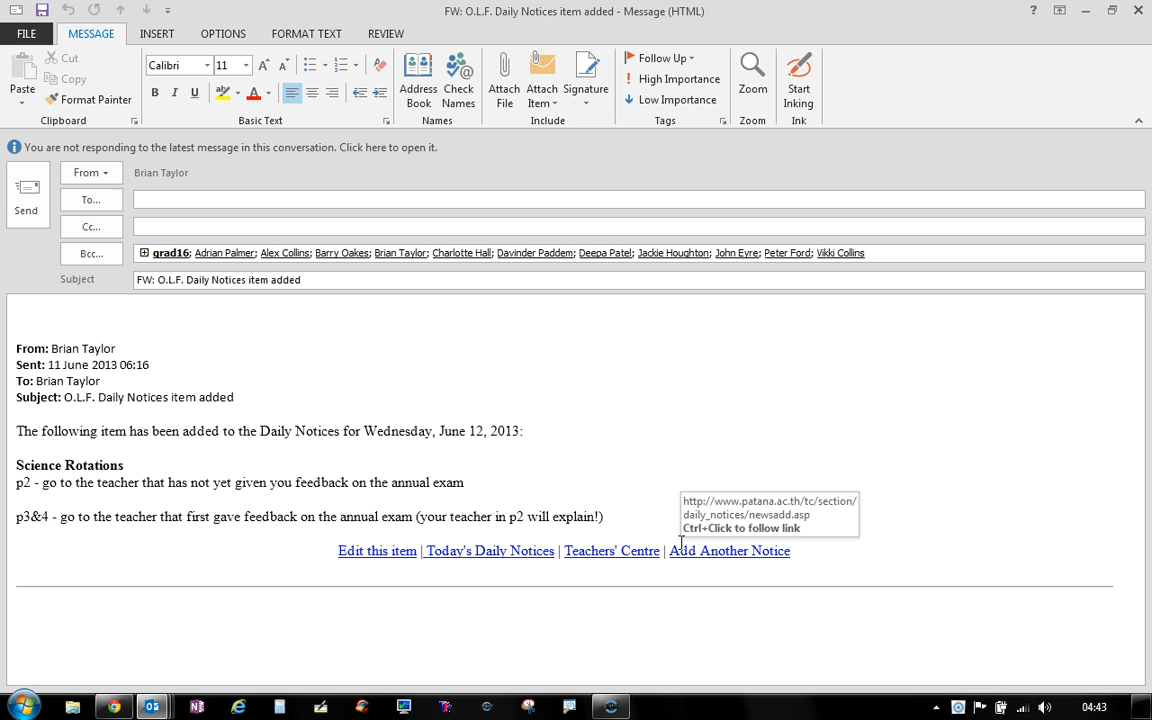 FW: O.L.F. Daily Notices item added - Message (HTML)
FILE MESSAGE INSERT OPTIONS FORMAT TEXT REVIEW
Paste
Cut
Copy
Format Painter
Clipboard
Calibri 11
B I U
Basic Text
Address Book
Check Names
Names
Attach File
Attach Item
Signature
Include
Follow Up
High Importance
Low Importance
Tags
Zoom
Zoom
Start Inking
Ink
You are not responding to the latest message in this conversation. Click here to open it.
Send
From Brian Taylor
To...
Cc...
Bcc... grad16; Adrian Palmer; Alex Collins; Barry Oakes; Brian Taylor; Charlotte Hall; Davinder Paddem; Deepa Patel; Jackie Houghton; John Eyre; Peter Ford; Vikki Collins
Subject FW: O.L.F. Daily Notices item added
From: Brian Taylor
Sent: 11 June 2013 06:16
To: Brian Taylor
Subject: O.L.F. Daily Notices item added
The following item has been added to the Daily Notices for Wednesday, June 12, 2013:
Science Rotations
p2 - go to the teacher that has not yet given you feedback on the annual exam
p3&4 - go to the teacher that first gave feedback on the annual exam (your teacher in p2 will explain!)
http://www.patana.ac.th/tc/section/
daily_notices/newsadd.asp
Ctrl+Click to follow link
Edit this item | Today's Daily Notices | Teachers' Centre | Add Another Notice
04:43